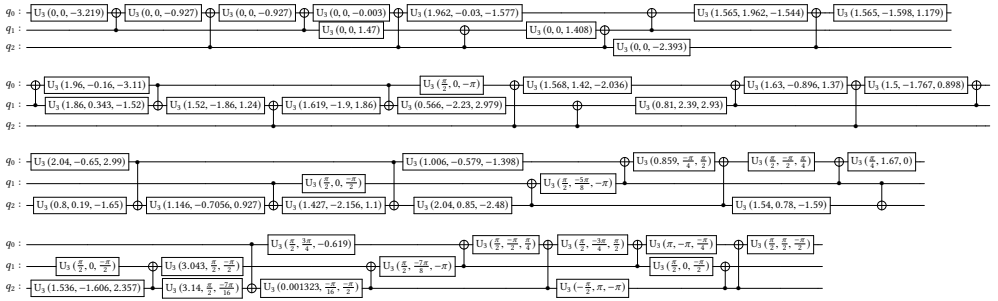 q₀ : U₃ (0, 0, −3.219) U₃ (0, 0, −0.927) U₃ (0, 0, −0.927) U₃ (0, 0, −0.003) U₃ (1.962, −0.03, −1.577) U₃ (1.565, 1.962, −1.544) U₃ (1.565, −1.598, 1.179)
q₁ : U₃ (0, 0, 1.47) U₃ (0, 0, 1.408)
q₂ : U₃ (0, 0, −2.393)
q₀ : U₃ (1.96, −0.16, −3.11) U₃ (π/2, 0, −π) U₃ (1.568, 1.42, −2.036) U₃ (1.63, −0.896, 1.37) U₃ (1.5, −1.767, 0.898)
q₁ : U₃ (1.86, 0.343, −1.52) U₃ (1.52, −1.86, 1.24) U₃ (1.619, −1.9, 1.86) U₃ (0.566, −2.23, 2.979) U₃ (0.81, 2.39, 2.93)
q₂ :
q₀ : U₃ (2.04, −0.65, 2.99) U₃ (1.006, −0.579, −1.398) U₃ (0.859, −π/4, π/2) U₃ (π/2, −π/2, π/4) U₃ (π/4, 1.67, 0)
q₁ : U₃ (π/2, 0, −π/2) U₃ (π/2, −5π/8, −π)
q₂ : U₃ (0.8, 0.19, −1.65) U₃ (1.146, −0.7056, 0.927) U₃ (1.427, −2.156, 1.1) U₃ (2.04, 0.85, −2.48) U₃ (1.54, 0.78, −1.59)
q₀ : U₃ (π/2, 3π/4, −0.619) U₃ (π/2, −π/2, π/4) U₃ (π/2, −3π/4, π/2) U₃ (π, −π, −π/4) U₃ (π/2, π/2, −π/2)
q₁ : U₃ (π/2, 0, −π/2) U₃ (3.043, π/2, −π/2) U₃ (π/2, −7π/8, −π) U₃ (π/2, 0, −π/2)
q₂ : U₃ (1.536, −1.606, 2.357) U₃ (3.14, π/2, −7π/16) U₃ (0.001323, −π/16, −π/2) U₃ (−π/2, π, −π)